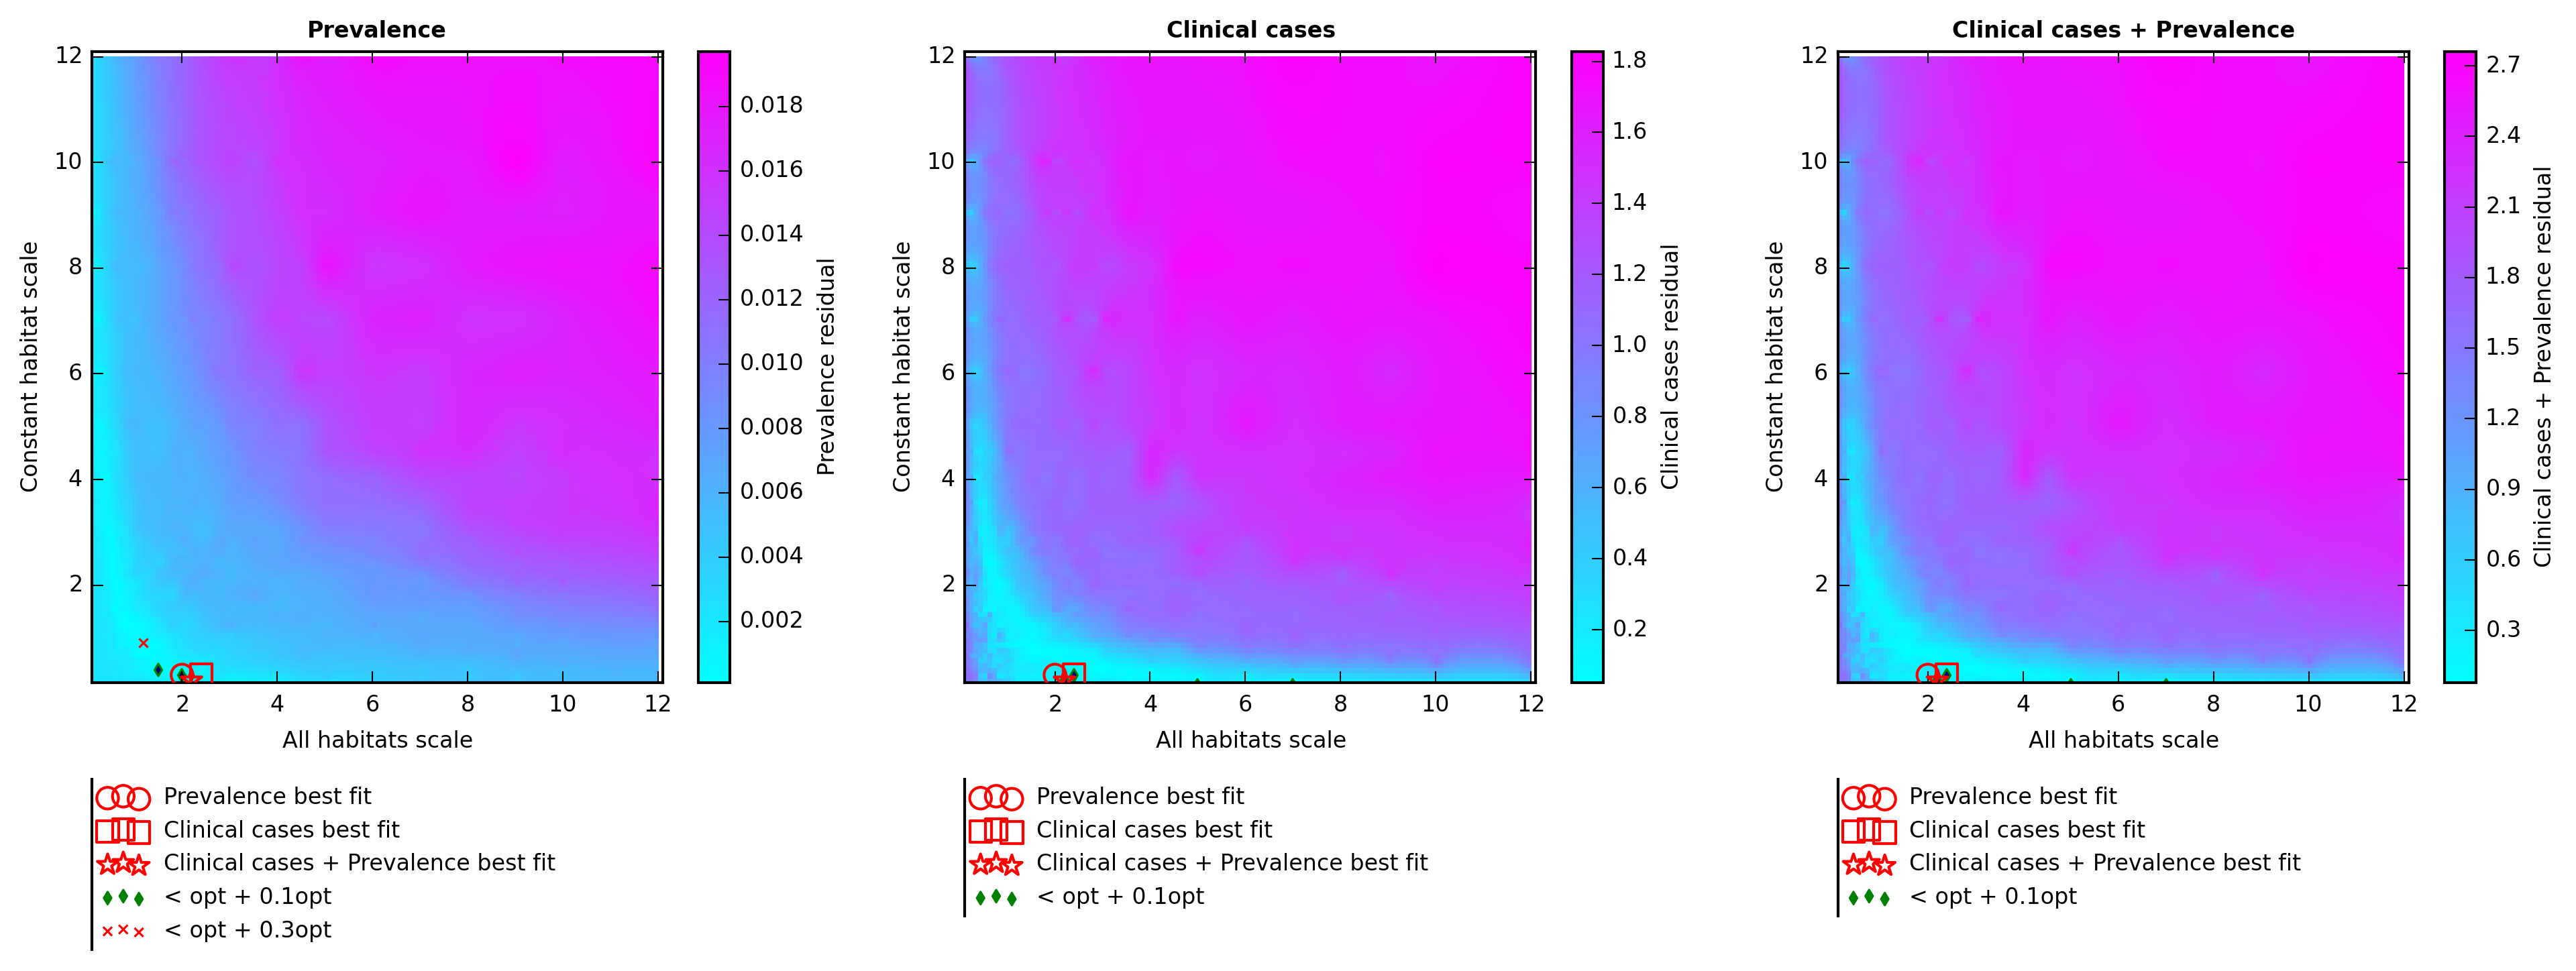 Prevalence
12
10
8
6
4
2
2 4 6 8 10 12
Constant habitat scale
All habitats scale
0.018
0.016
0.014
0.012
0.010
0.008
0.006
0.004
0.002
Prevalence residual
Prevalence best fit
Clinical cases best fit
Clinical cases + Prevalence best fit
< opt + 0.1opt
< opt + 0.3opt
Clinical cases
12
10
8
6
4
2
2 4 6 8 10 12
Constant habitat scale
All habitats scale
1.8
1.6
1.4
1.2
1.0
0.8
0.6
0.4
0.2
Clinical cases residual
Prevalence best fit
Clinical cases best fit
Clinical cases + Prevalence best fit
< opt + 0.1opt
Clinical cases + Prevalence
12
10
8
6
4
2
2 4 6 8 10 12
Constant habitat scale
All habitats scale
2.7
2.4
2.1
1.8
1.5
1.2
0.9
0.6
0.3
Clinical cases + Prevalence residual
Prevalence best fit
Clinical cases best fit
Clinical cases + Prevalence best fit
< opt + 0.1opt